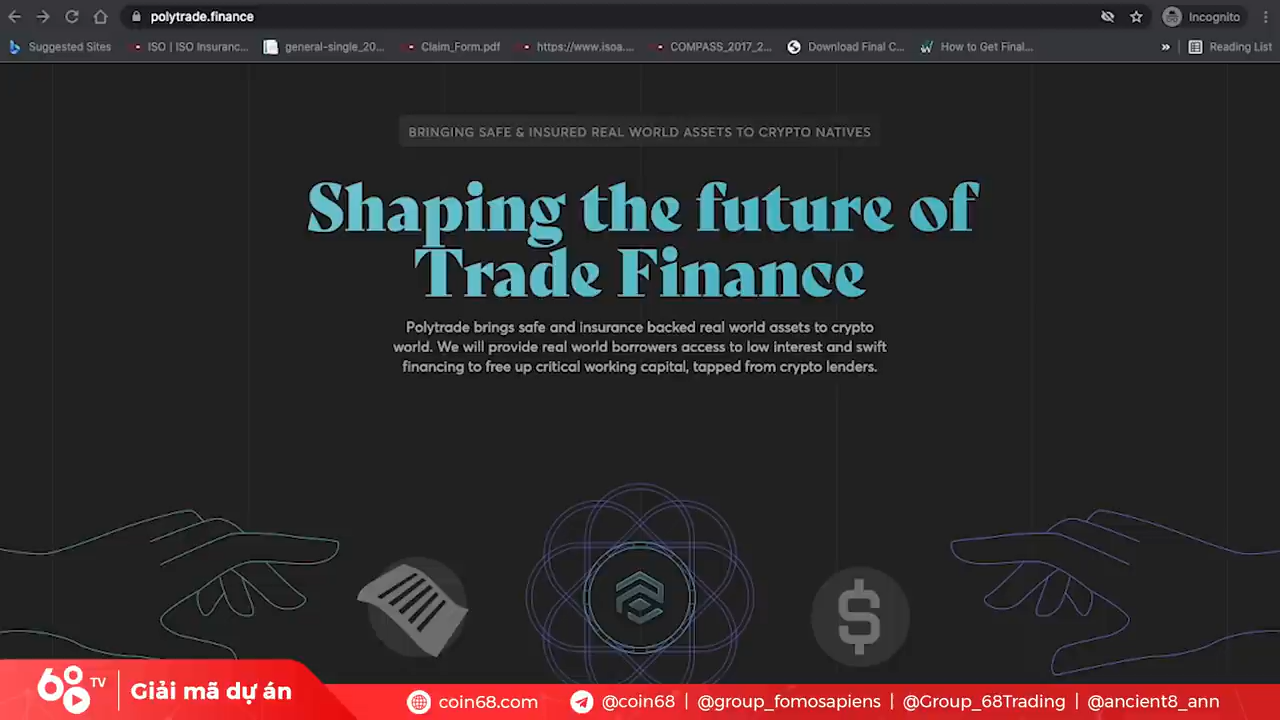 polytrade.finance
Incognito
Suggested Sites
ISO | ISO Insuranc...
general-single_20...
Claim_Form.pdf
https://www.isoa....
COMPASS_2017_2...
Download Final C...
How to Get Final...
»
Reading List
BRINGING SAFE & INSURED REAL WORLD ASSETS TO CRYPTO NATIVES
Shaping the future of
Trade Finance
Polytrade brings safe and insurance backed real world assets to crypto
world. We will provide real world borrowers access to low interest and swift
financing to free up critical working capital, tapped from crypto lenders.
$
68 TV
Giải mã dự án
coin68.com
@coin68 | @group_fomosapiens | @Group_68Trading | @ancient8_ann